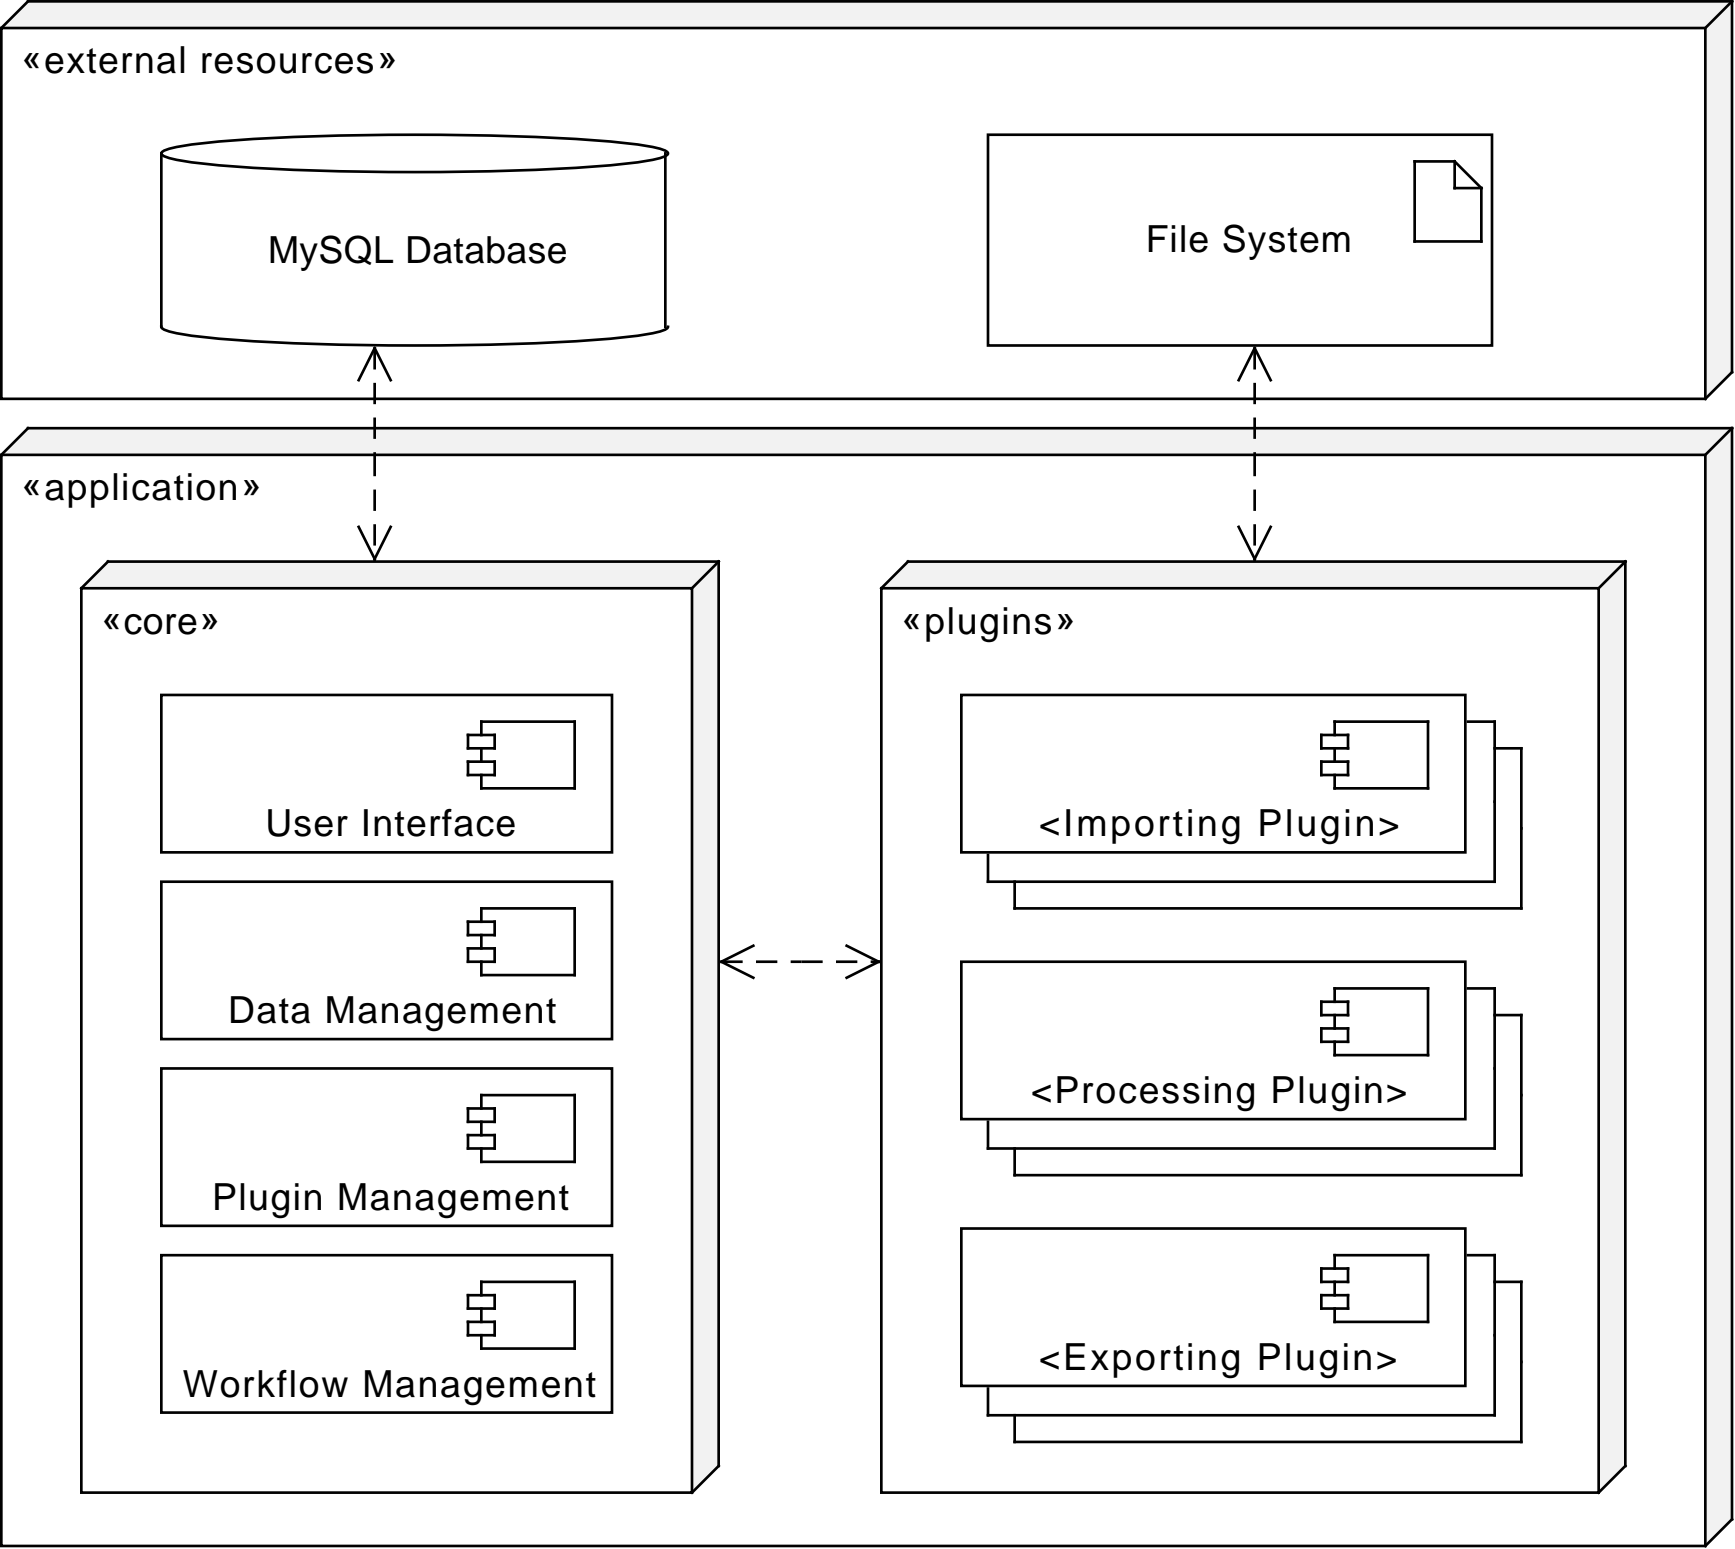 «external resources»
MySQL Database
File System
«application»
«core»
User Interface
Data Management
Plugin Management
Workflow Management
«plugins»
<Importing Plugin>
<Processing Plugin>
<Exporting Plugin>